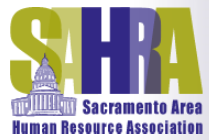 SAHRA
Sacramento Area
Human Resource Association